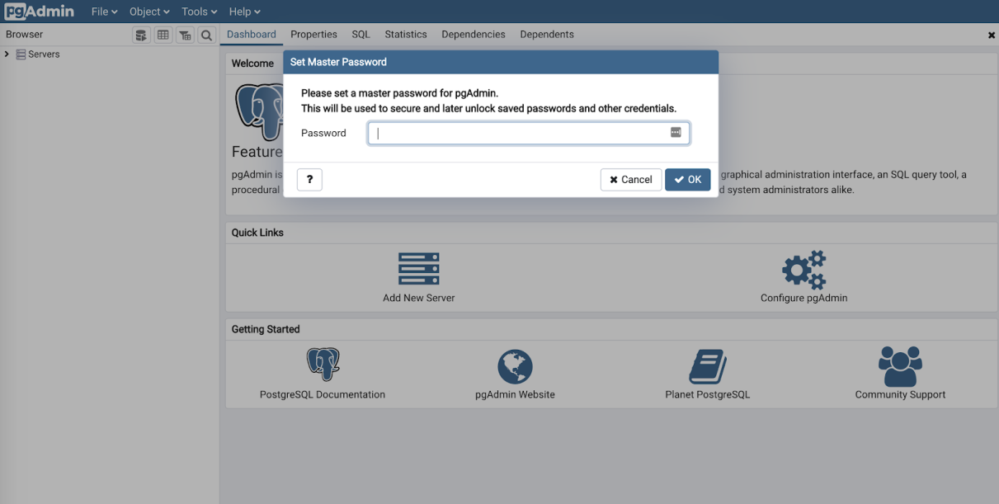 pgAdmin File Object Tools Help
Browser
Dashboard Properties SQL Statistics Dependencies Dependents
Servers
Welcome
Set Master Password
Please set a master password for pgAdmin.
This will be used to secure and later unlock saved passwords and other credentials.
Password
? Cancel OK
Feature
pgAdmin is graphical administration interface, an SQL query tool, a
procedural d system administrators alike.
Quick Links
Add New Server
Configure pgAdmin
Getting Started
PostgreSQL Documentation
pgAdmin Website
Planet PostgreSQL
Community Support